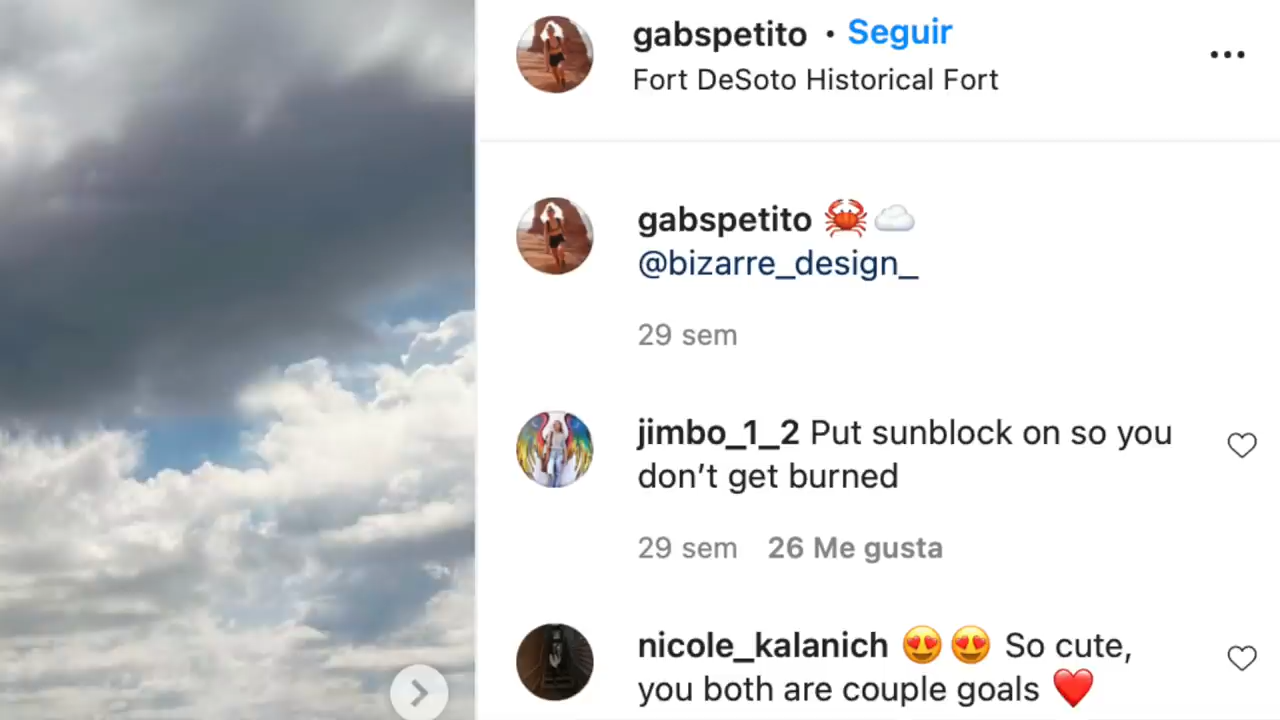 gabspetito • Seguir
Fort DeSoto Historical Fort
gabspetito 🦀☁️
@bizarre_design_
29 sem
jimbo_1_2 Put sunblock on so you
don’t get burned
29 sem 26 Me gusta
nicole_kalanich 😍😍 So cute,
you both are couple goals ❤️